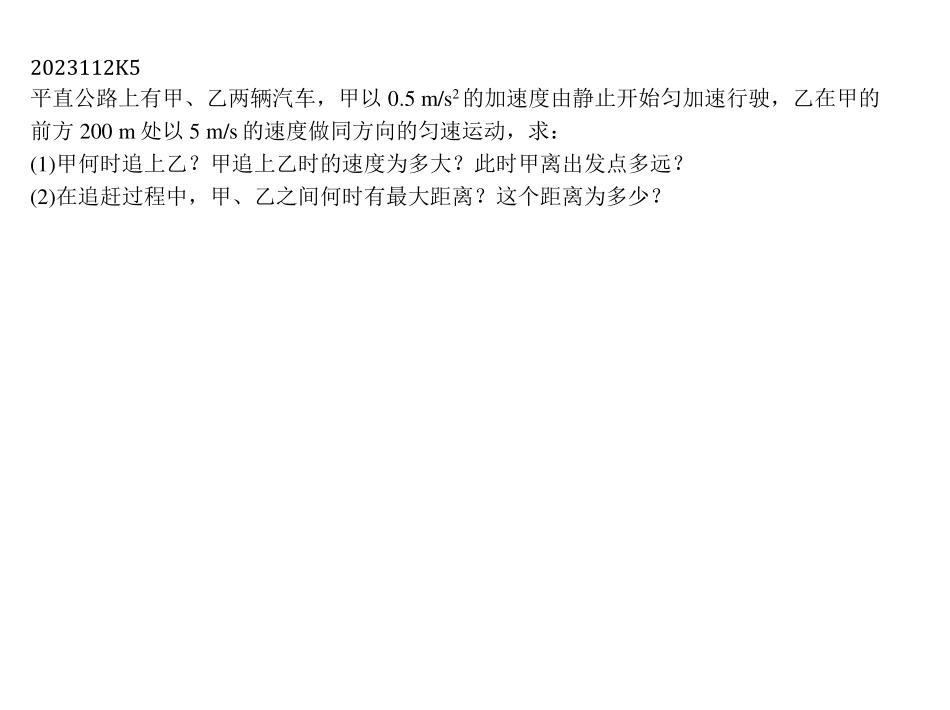 2023112K5
平直公路上有甲、乙两辆汽车，甲以 0.5 m/s² 的加速度由静止开始匀加速行驶，乙在甲的
前方 200 m 处以 5 m/s 的速度做同方向的匀速运动，求：
(1)甲何时追上乙？甲追上乙时的速度为多大？此时甲离出发点多远？
(2)在追赶过程中，甲、乙之间何时有最大距离？这个距离为多少？